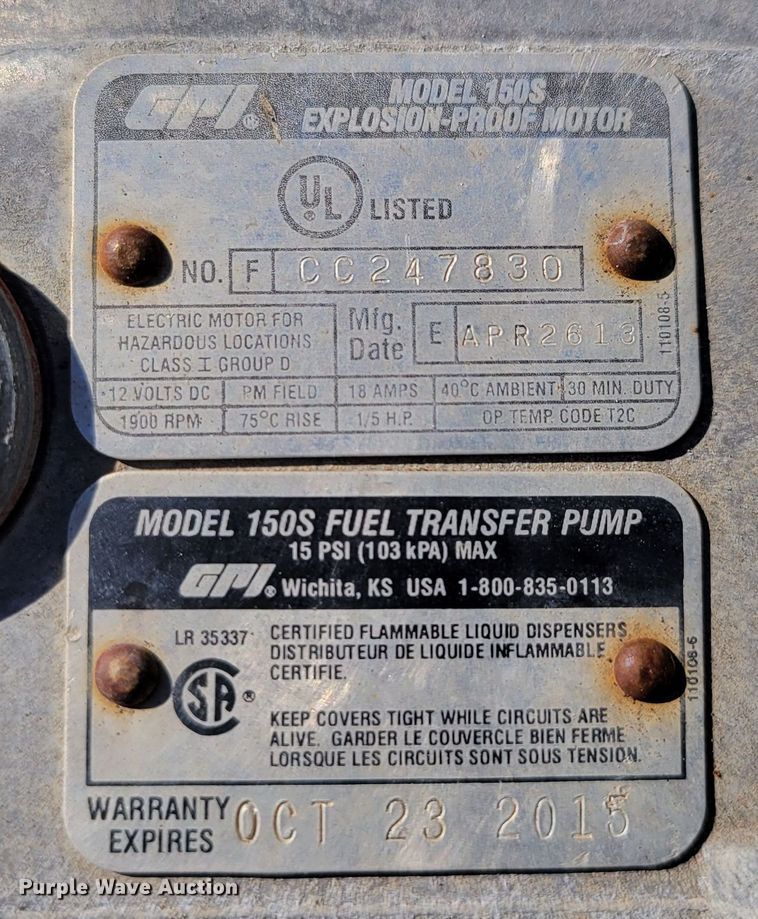 GPI® MODEL 150S
EXPLOSION-PROOF MOTOR
UL® LISTED
NO. F CC247830
ELECTRIC MOTOR FOR
HAZARDOUS LOCATIONS
CLASS I GROUP D
Mfg.
Date E APR2613
110108-5
12 VOLTS DC PM FIELD 18 AMPS 40°C AMBIENT 30 MIN. DUTY
1900 RPM 75°C RISE 1/5 H.P. OP TEMP CODE T2C
MODEL 150S FUEL TRANSFER PUMP
15 PSI (103 kPA) MAX
GPI® Wichita, KS USA 1-800-835-0113
LR 35337
SA ®
CERTIFIED FLAMMABLE LIQUID DISPENSERS
DISTRIBUTEUR DE LIQUIDE INFLAMMABLE
CERTIFIE.
KEEP COVERS TIGHT WHILE CIRCUITS ARE
ALIVE. GARDER LE COUVERCLE BIEN FERME
LORSQUE LES CIRCUITS SONT SOUS TENSION.
110108-6
WARRANTY
EXPIRES OCT 23 2015
Purple Wave Auction